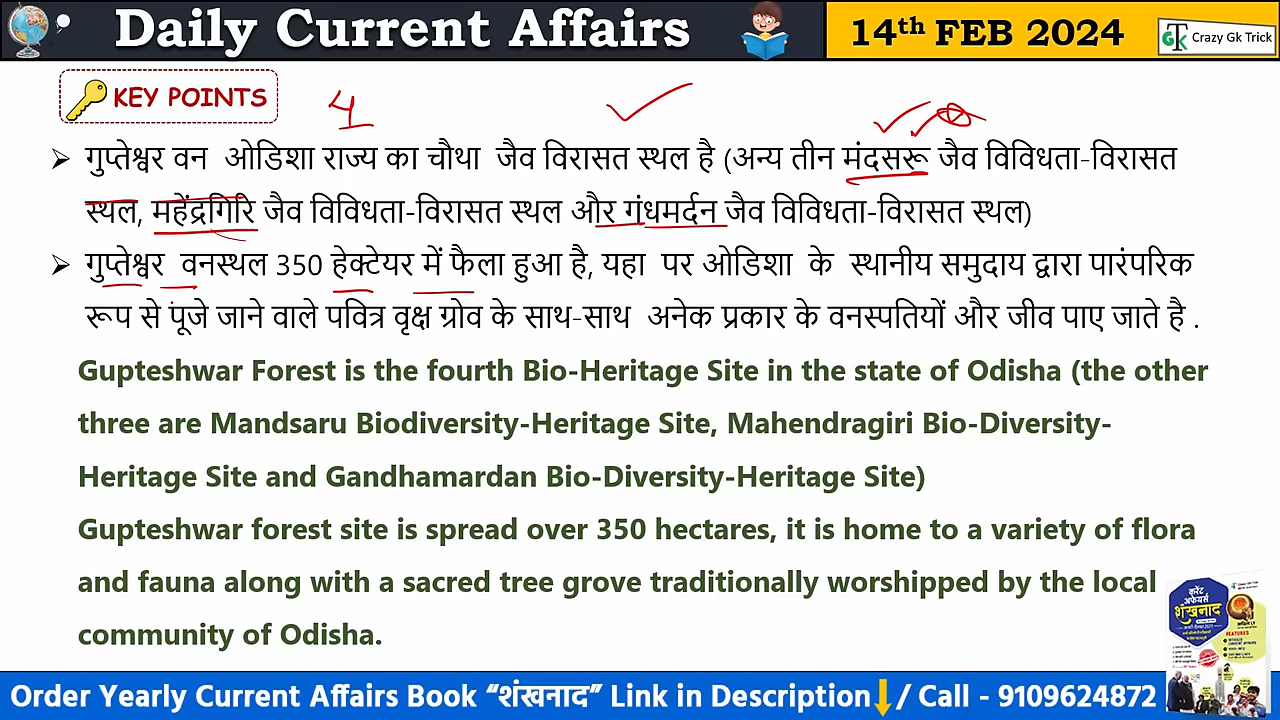 Daily Current Affairs
14th FEB 2024
GTK Crazy Gk Trick
KEY POINTS
4
➢ गुप्तेश्वर वन ओडिशा राज्य का चौथा जैव विरासत स्थल है (अन्य तीन मंदसरू जैव विविधता-विरासत
स्थल, महेंद्रगिरि जैव विविधता-विरासत स्थल और गंधमर्दन जैव विविधता-विरासत स्थल)
➢ गुप्तेश्वर वनस्थल 350 हेक्टेयर में फैला हुआ है, यहा पर ओडिशा के स्थानीय समुदाय द्वारा पारंपरिक
रूप से पूजे जाने वाले पवित्र वृक्ष ग्रोव के साथ-साथ अनेक प्रकार के वनस्पतियों और जीव पाए जाते है .
Gupteshwar Forest is the fourth Bio-Heritage Site in the state of Odisha (the other
three are Mandsaru Biodiversity-Heritage Site, Mahendragiri Bio-Diversity-
Heritage Site and Gandhamardan Bio-Diversity-Heritage Site)
Gupteshwar forest site is spread over 350 hectares, it is home to a variety of flora
and fauna along with a sacred tree grove traditionally worshipped by the local
community of Odisha.
करेंट
अफेयर्स
शंखनाद
FEATURES
Order Yearly Current Affairs Book “शंखनाद” Link in Description / Call - 9109624872